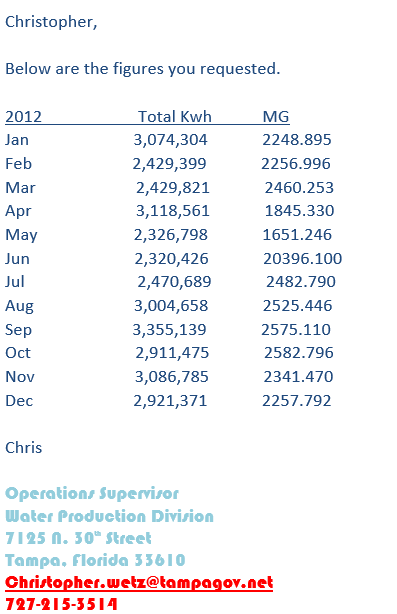 Christopher,
Below are the figures you requested.
2012 Total Kwh MG
Jan 3,074,304 2248.895
Feb 2,429,399 2256.996
Mar 2,429,821 2460.253
Apr 3,118,561 1845.330
May 2,326,798 1651.246
Jun 2,320,426 20396.100
Jul 2,470,689 2482.790
Aug 3,004,658 2525.446
Sep 3,355,139 2575.110
Oct 2,911,475 2582.796
Nov 3,086,785 2341.470
Dec 2,921,371 2257.792
Chris
Operations Supervisor
Water Production Division
7125 N. 30th Street
Tampa, Florida 33610
Christopher.wetz@tampagov.net
727-215-3514